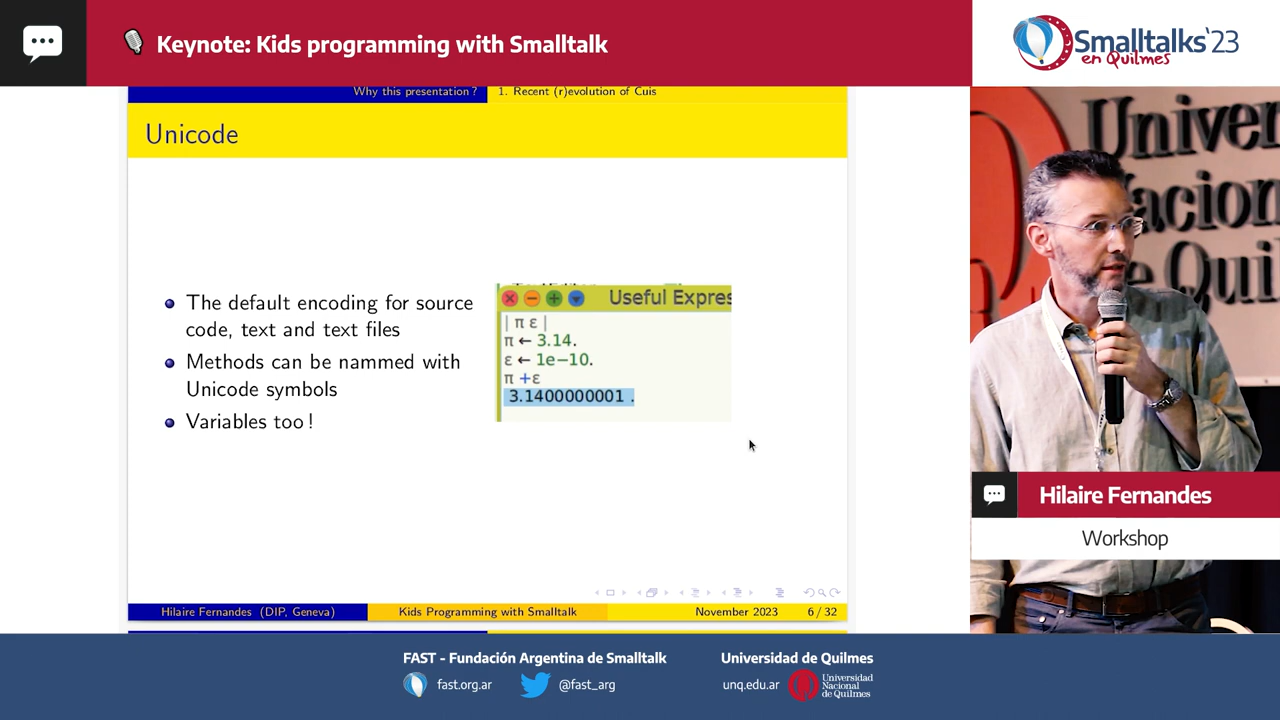 Keynote: Kids programming with Smalltalk
Smalltalks'23
en Quilmes
Why this presentation ?
1. Recent (r)evolution of Cuis
Unicode
The default encoding for source
code, text and text files
Methods can be nammed with
Unicode symbols
Variables too !
Useful Expres
| π ε |
π ← 3.14.
ε ← 1e−10.
π +ε
3.1400000001 .
Hilaire Fernandes (DIP, Geneva)
Kids Programming with Smalltalk
November 2023
6 / 32
Univer
Nacion
de Quil
Hilaire Fernandes
Workshop
FAST - Fundación Argentina de Smalltalk
fast.org.ar
@fast_arg
Universidad de Quilmes
unq.edu.ar
Universidad
Nacional
de Quilmes